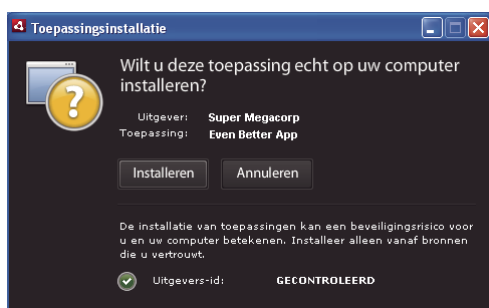 Toepassingsinstallatie
Wilt u deze toepassing echt op uw computer
installeren?
Uitgever: Super Megacorp
Toepassing: Even Better App
Installeren Annuleren
De installatie van toepassingen kan een beveiligingsrisico voor
u en uw computer betekenen. Installeer alleen vanaf bronnen
die u vertrouwt.
Uitgevers-id: GECONTROLEERD